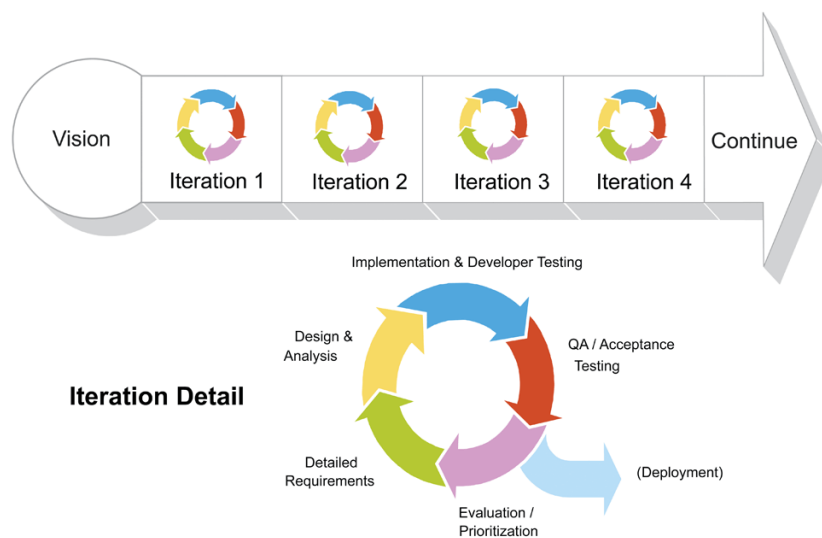 Vision
Iteration 1
Iteration 2
Iteration 3
Iteration 4
Continue
Implementation & Developer Testing
Design &
Analysis
QA / Acceptance
Testing
Iteration Detail
Detailed
Requirements
(Deployment)
Evaluation /
Prioritization